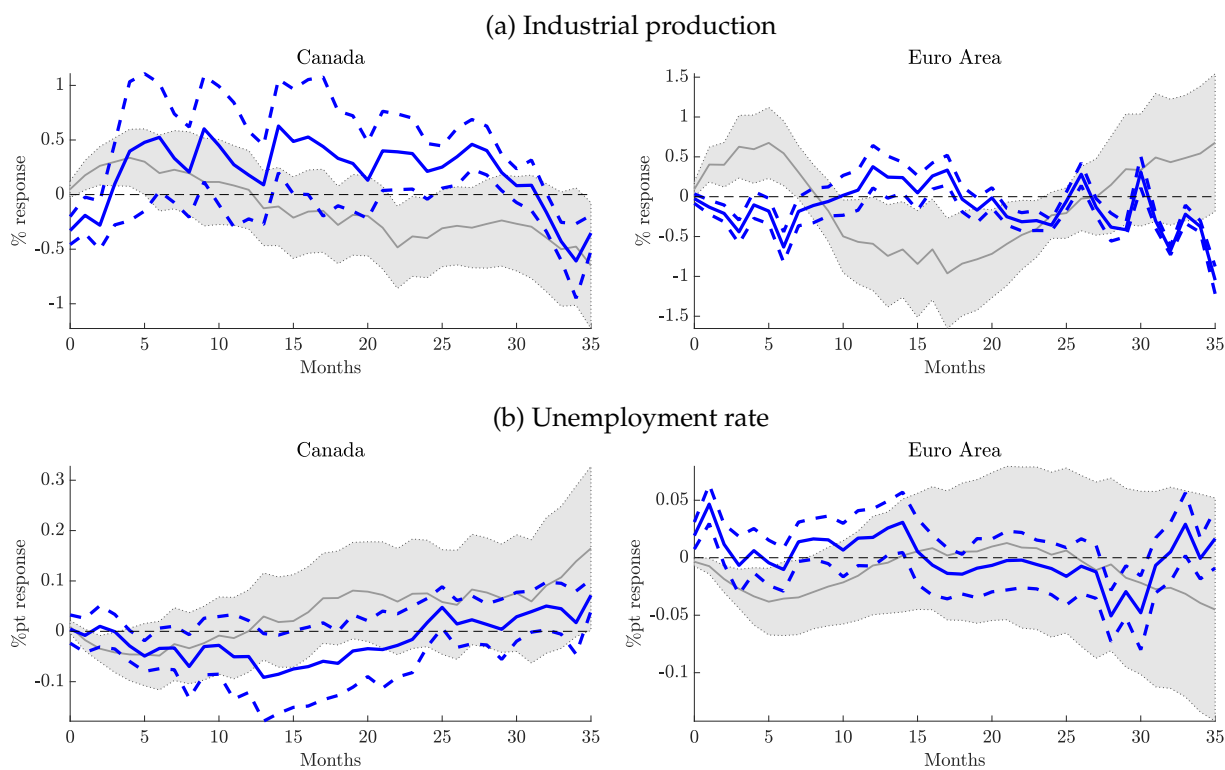 (a) Industrial production
Canada
% response
1
0.5
0
-0.5
-1
0 5 10 15 20 25 30 35
Months
Euro Area
% response
1.5
1
0.5
0
-0.5
-1
-1.5
0 5 10 15 20 25 30 35
Months
(b) Unemployment rate
Canada
%pt response
0.3
0.2
0.1
0
-0.1
0 5 10 15 20 25 30 35
Months
Euro Area
%pt response
0.05
0
-0.05
-0.1
0 5 10 15 20 25 30 35
Months